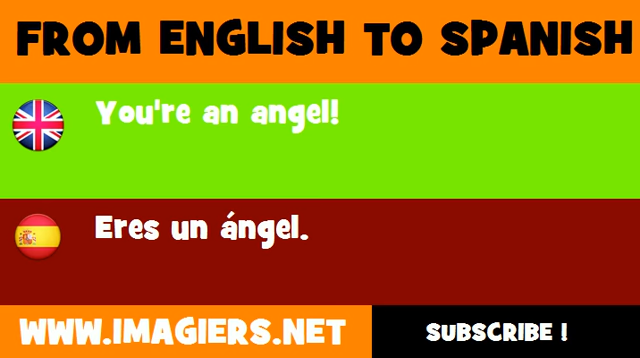 FROM ENGLISH TO SPANISH
You're an angel!
Eres un ángel.
WWW.IMAGIERS.NET
SUBSCRIBE !